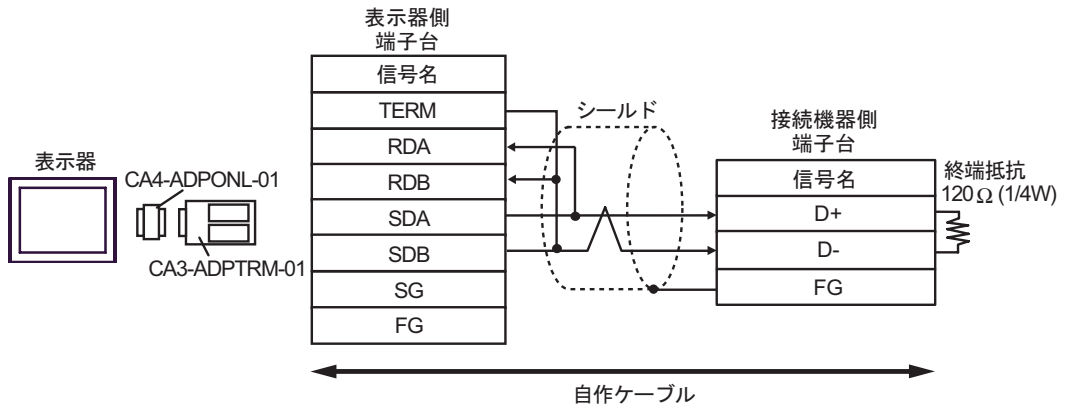 表示器側
端子台
信号名
TERM
RDA
RDB
SDA
SDB
SG
FG
シールド
接続機器側
端子台
信号名
D+
D-
FG
終端抵抗
120Ω(1/4W)
表示器
CA4-ADPONL-01
CA3-ADPTRM-01
自作ケーブル